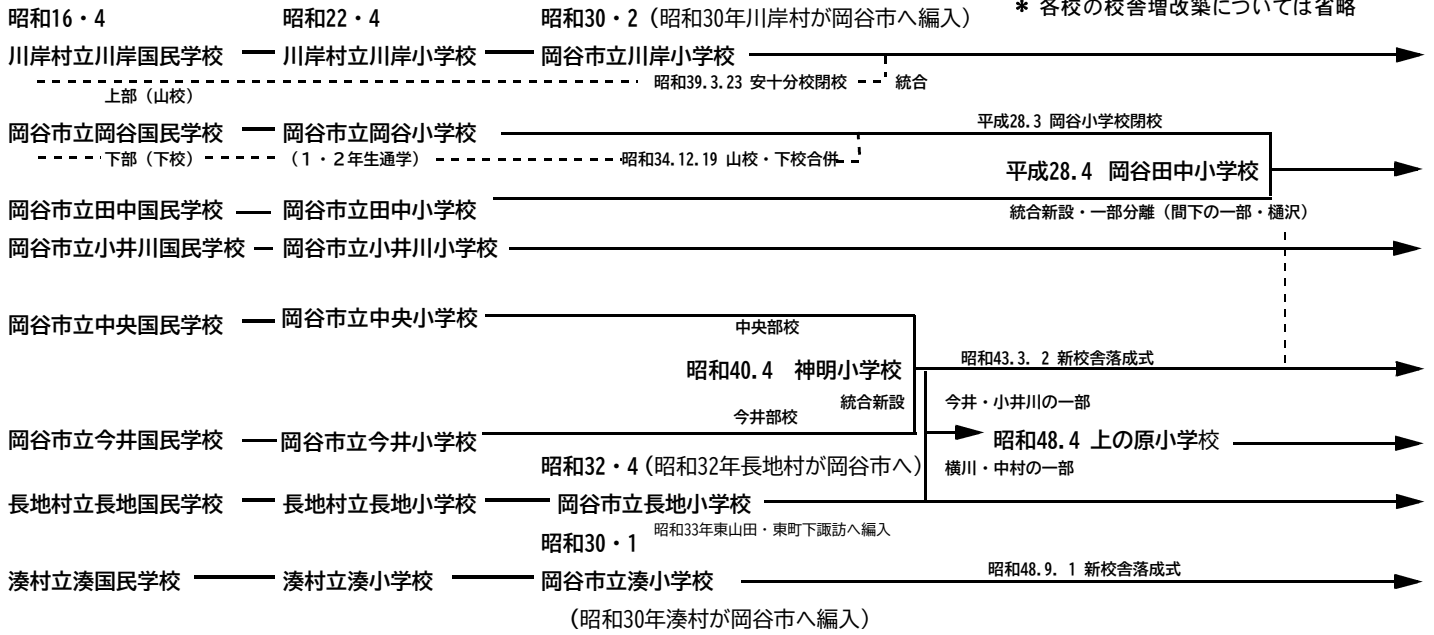 昭和16・4 昭和22・4 昭和30・2（昭和30年川岸村が岡谷市へ編入） * 各校の校舎増改築については省略
川岸村立川岸国民学校 川岸村立川岸小学校 岡谷市立川岸小学校
上部（山校） 昭和39.3.23 安十分校閉校 統合
岡谷市立岡谷国民学校 岡谷市立岡谷小学校 平成28.3 岡谷小学校閉校
下部（下校） （１・２年生通学） 昭和34.12.19 山校・下校合併
平成28.4 岡谷田中小学校
岡谷市立田中国民学校 岡谷市立田中小学校 統合新設・一部分離（間下の一部・樋沢）
岡谷市立小井川国民学校 岡谷市立小井川小学校
岡谷市立中央国民学校 岡谷市立中央小学校 中央部校
昭和40.4 神明小学校 昭和43.3. 2 新校舎落成式
統合新設 今井・小井川の一部
今井部校
岡谷市立今井国民学校 岡谷市立今井小学校 昭和48.4 上の原小学校
昭和32・4（昭和32年長地村が岡谷市へ） 横川・中村の一部
長地村立長地国民学校 長地村立長地小学校 岡谷市立長地小学校
昭和33年東山田・東町下諏訪へ編入
昭和30・1
湊村立湊国民学校 湊村立湊小学校 岡谷市立湊小学校 昭和48.9. 1 新校舎落成式
（昭和30年湊村が岡谷市へ編入）